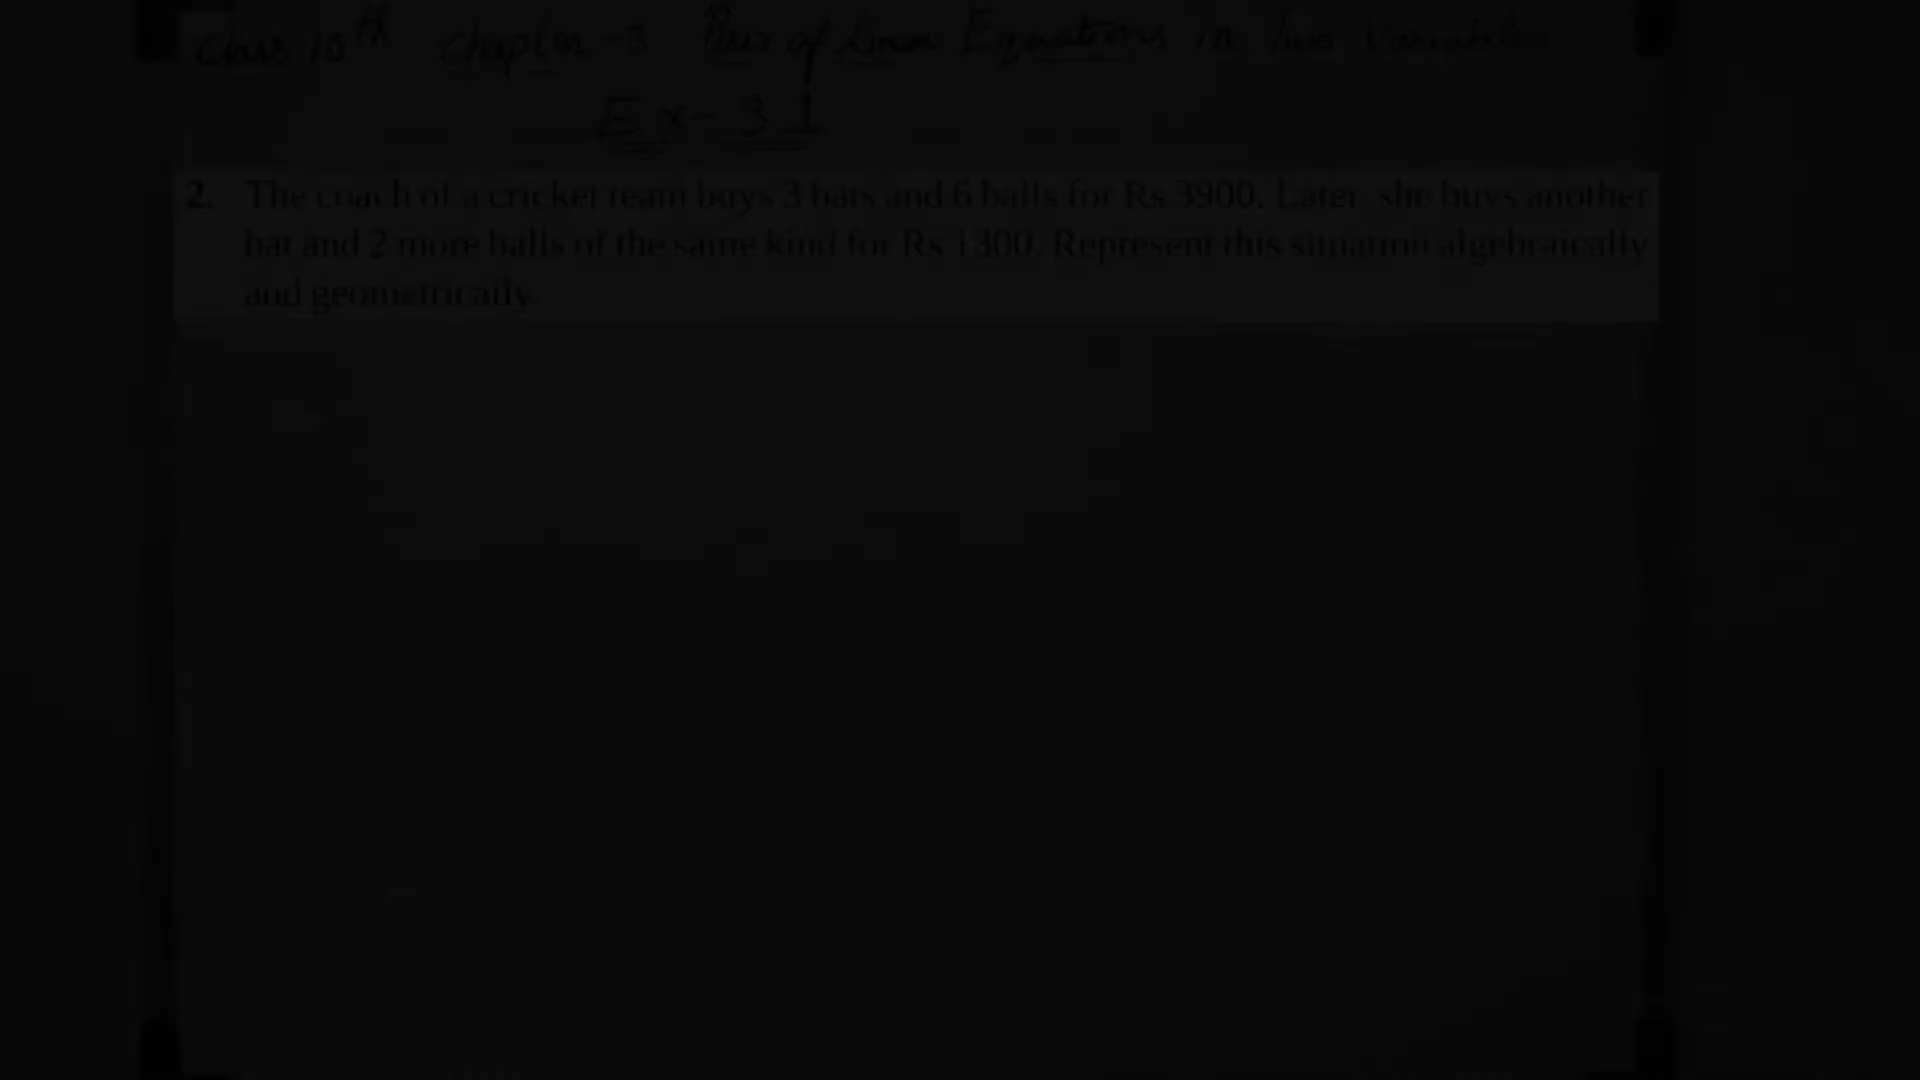 Class 10th Chapter-3 Pair of Linear Equations in Two Variables
Ex-3.1
2. The coach of a cricket team buys 3 bats and 6 balls for Rs 3900. Later, she buys another
bat and 2 more balls of the same kind for Rs 1300. Represent this situation algebraically
and geometrically.